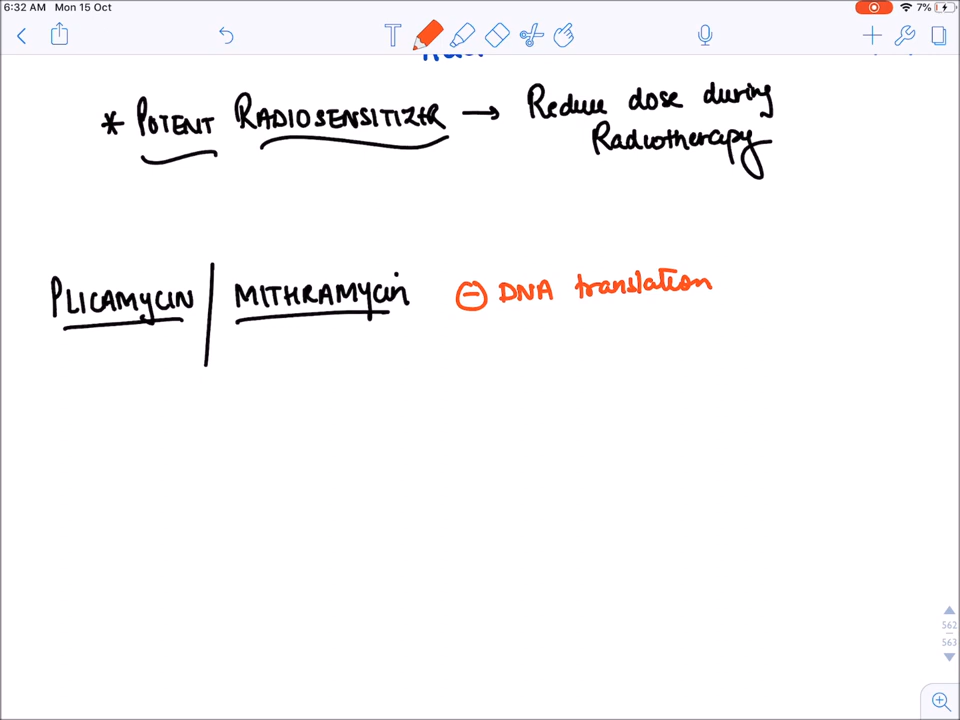 6:32 AM Mon 15 Oct
7%
T
* POTENT RADIOSENSITIZER → Reduce dose during
Radiotherapy
PLICAMYCIN / MITHRAMYCIN ⊖ DNA translation
562
563